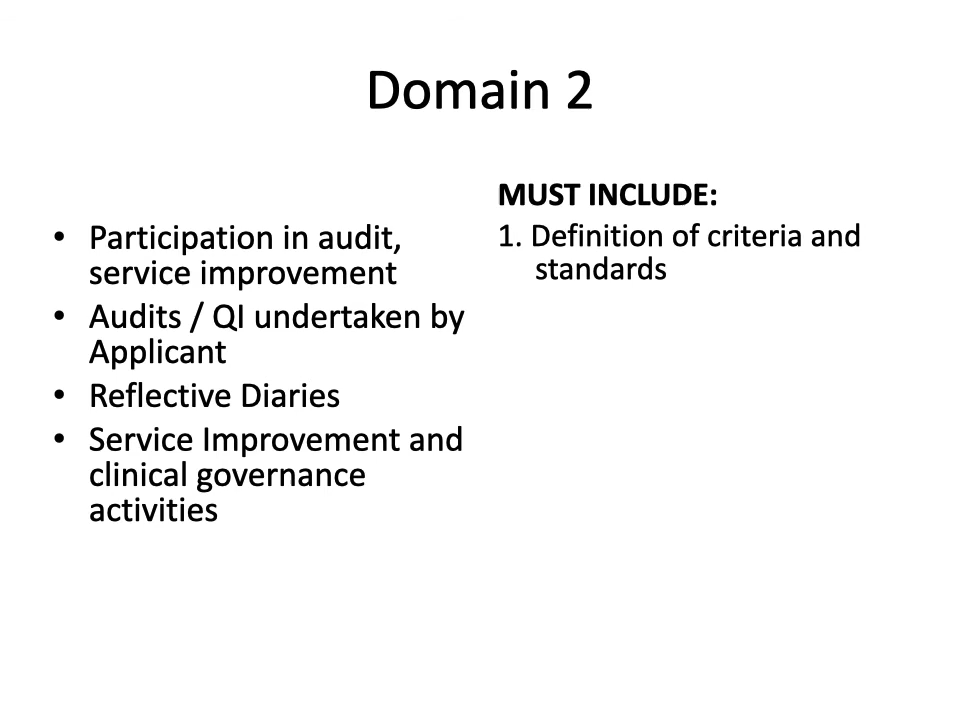 Domain 2
• Participation in audit,
service improvement
• Audits / QI undertaken by
Applicant
• Reflective Diaries
• Service Improvement and
clinical governance
activities
MUST INCLUDE:
1. Definition of criteria and
standards